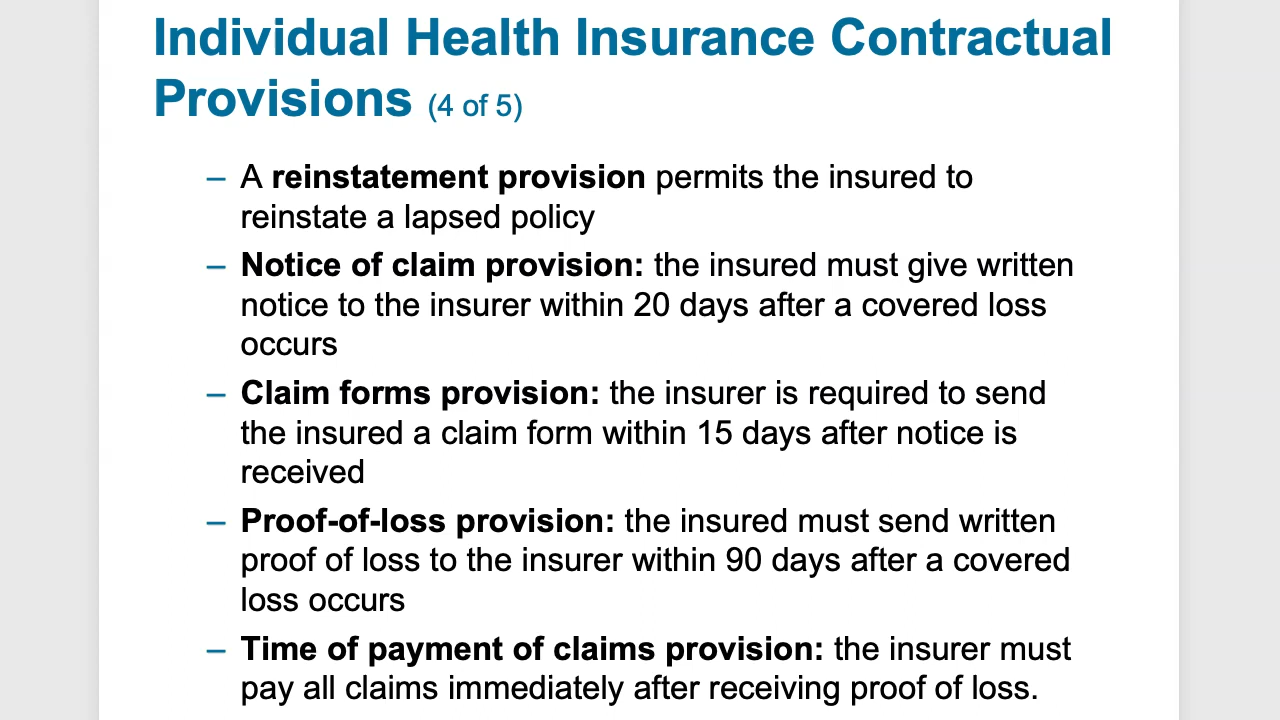 Individual Health Insurance Contractual
Provisions (4 of 5)
– A reinstatement provision permits the insured to
reinstate a lapsed policy
– Notice of claim provision: the insured must give written
notice to the insurer within 20 days after a covered loss
occurs
– Claim forms provision: the insurer is required to send
the insured a claim form within 15 days after notice is
received
– Proof-of-loss provision: the insured must send written
proof of loss to the insurer within 90 days after a covered
loss occurs
– Time of payment of claims provision: the insurer must
pay all claims immediately after receiving proof of loss.